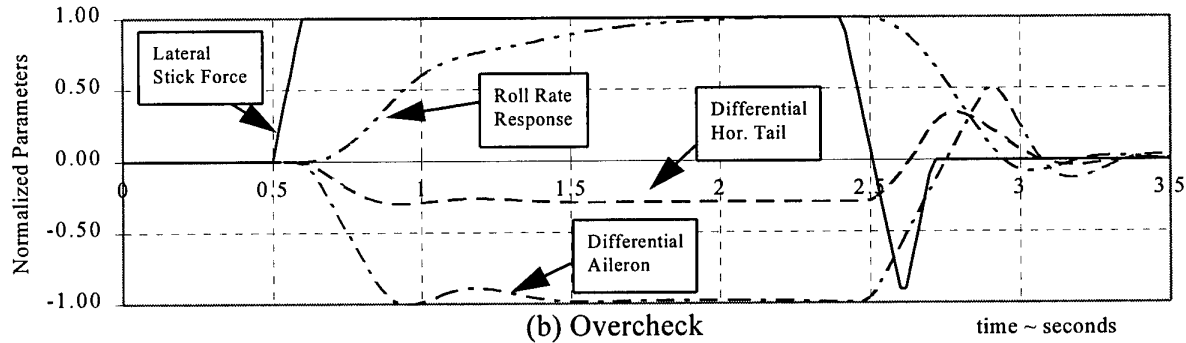 1.00
0.50
0.00
-0.50
-1.00
Normalized Parameters
Lateral
Stick Force
Roll Rate
Response
Differential
Hor. Tail
Differential
Aileron
0
0.5
1
1.5
2
2.5
3
3.5
(b) Overcheck
time ~ seconds